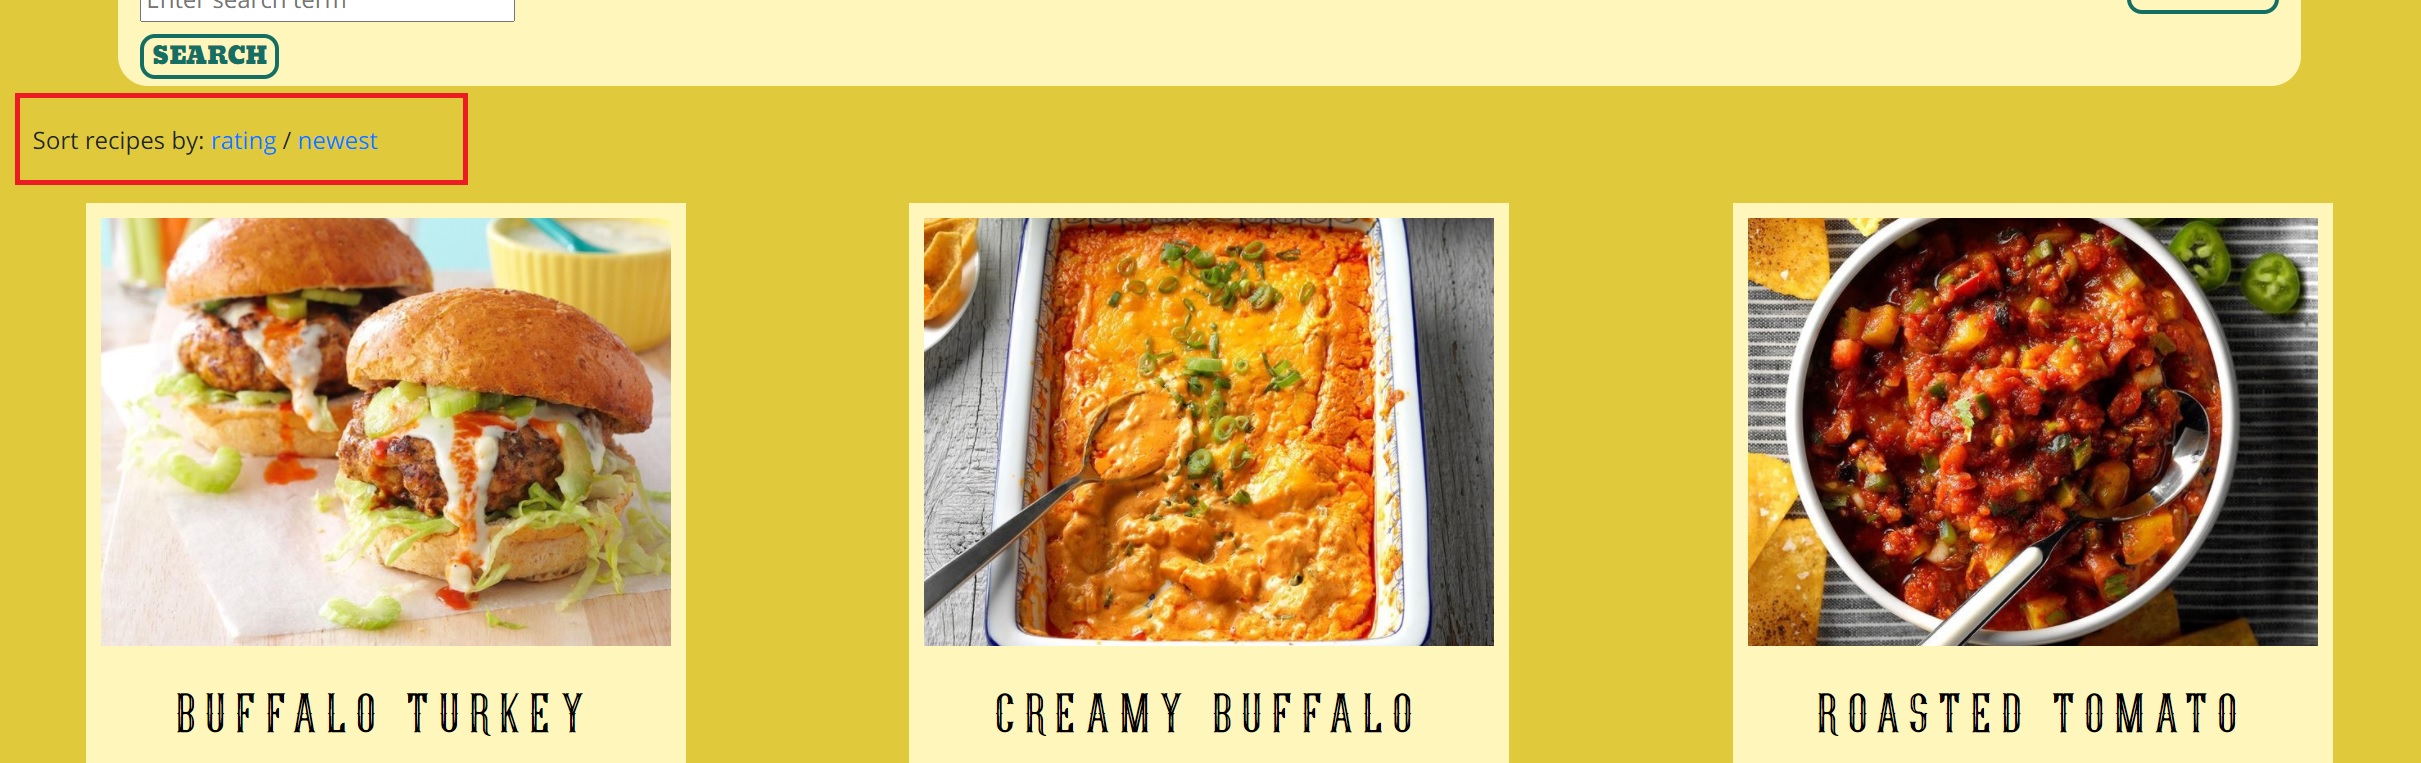 Enter search term
SEARCH
Sort recipes by: rating / newest
BUFFALO TURKEY
CREAMY BUFFALO
ROASTED TOMATO